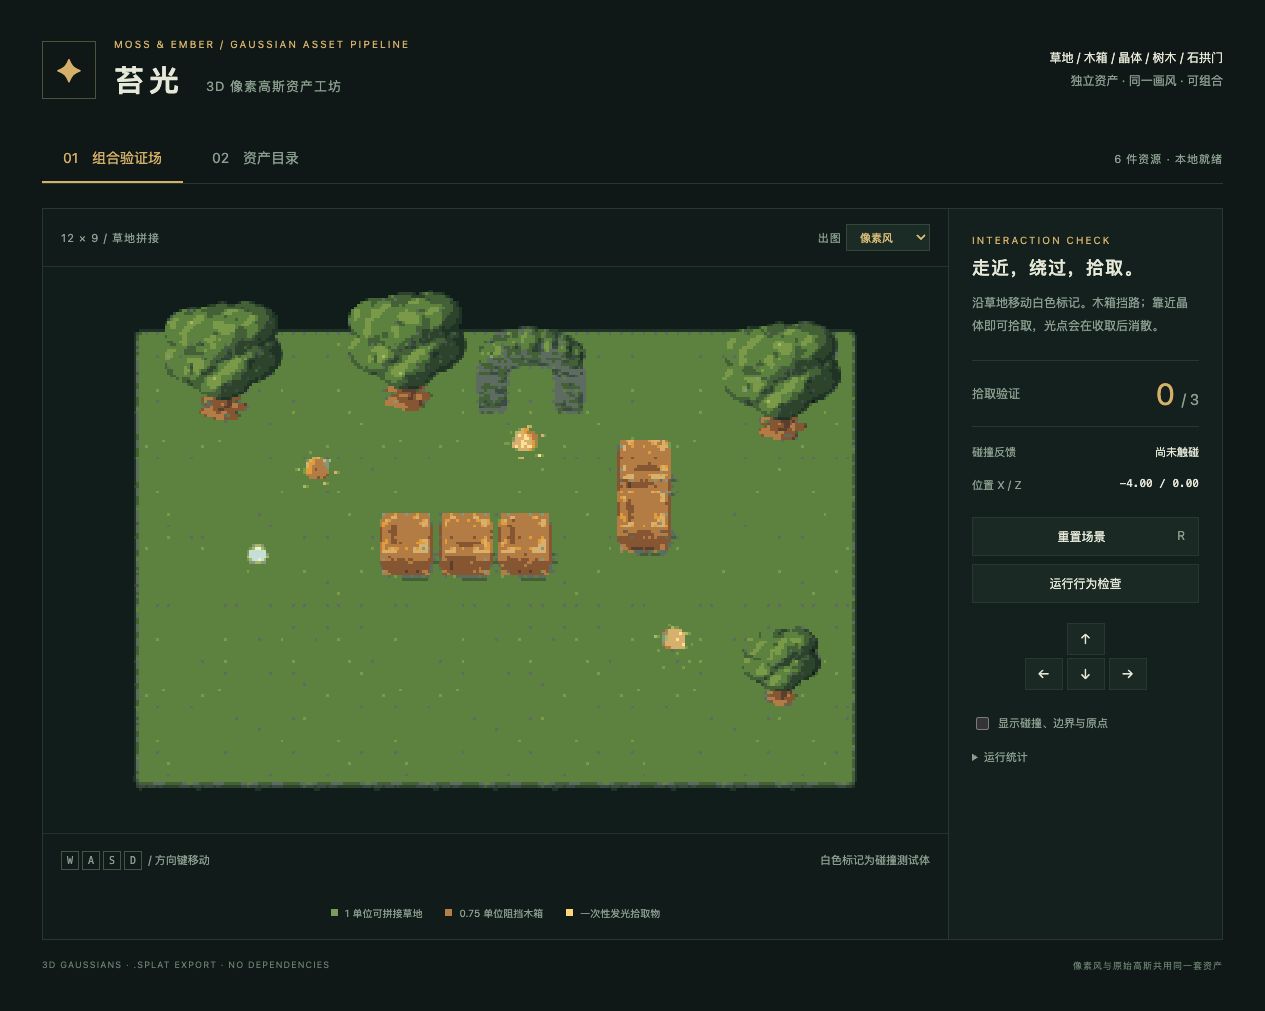 MOSS & EMBER / GAUSSIAN ASSET PIPELINE
苔光 3D 像素高斯资产工坊
草地 / 木箱 / 晶体 / 树木 / 石拱门
独立资产 · 同一画风 · 可组合
01 组合验证场 02 资产目录
6 件资源 · 本地就绪
12 × 9 / 草地拼接
出图 像素风
INTERACTION CHECK
走近，绕过，拾取。
沿草地移动白色标记。木箱挡路；靠近晶
体即可拾取，光点会在收取后消散。
拾取验证 0 / 3
碰撞反馈 尚未触碰
位置 X / Z −4.00 / 0.00
重置场景 R
运行行为检查
↑
← ↓ →
显示碰撞、边界与原点
运行统计
W A S D / 方向键移动
白色标记为碰撞测试体
1 单位可拼接草地 0.75 单位阻挡木箱 一次性发光拾取物
3D GAUSSIANS · .SPLAT EXPORT · NO DEPENDENCIES
像素风与原始高斯共用同一套资产